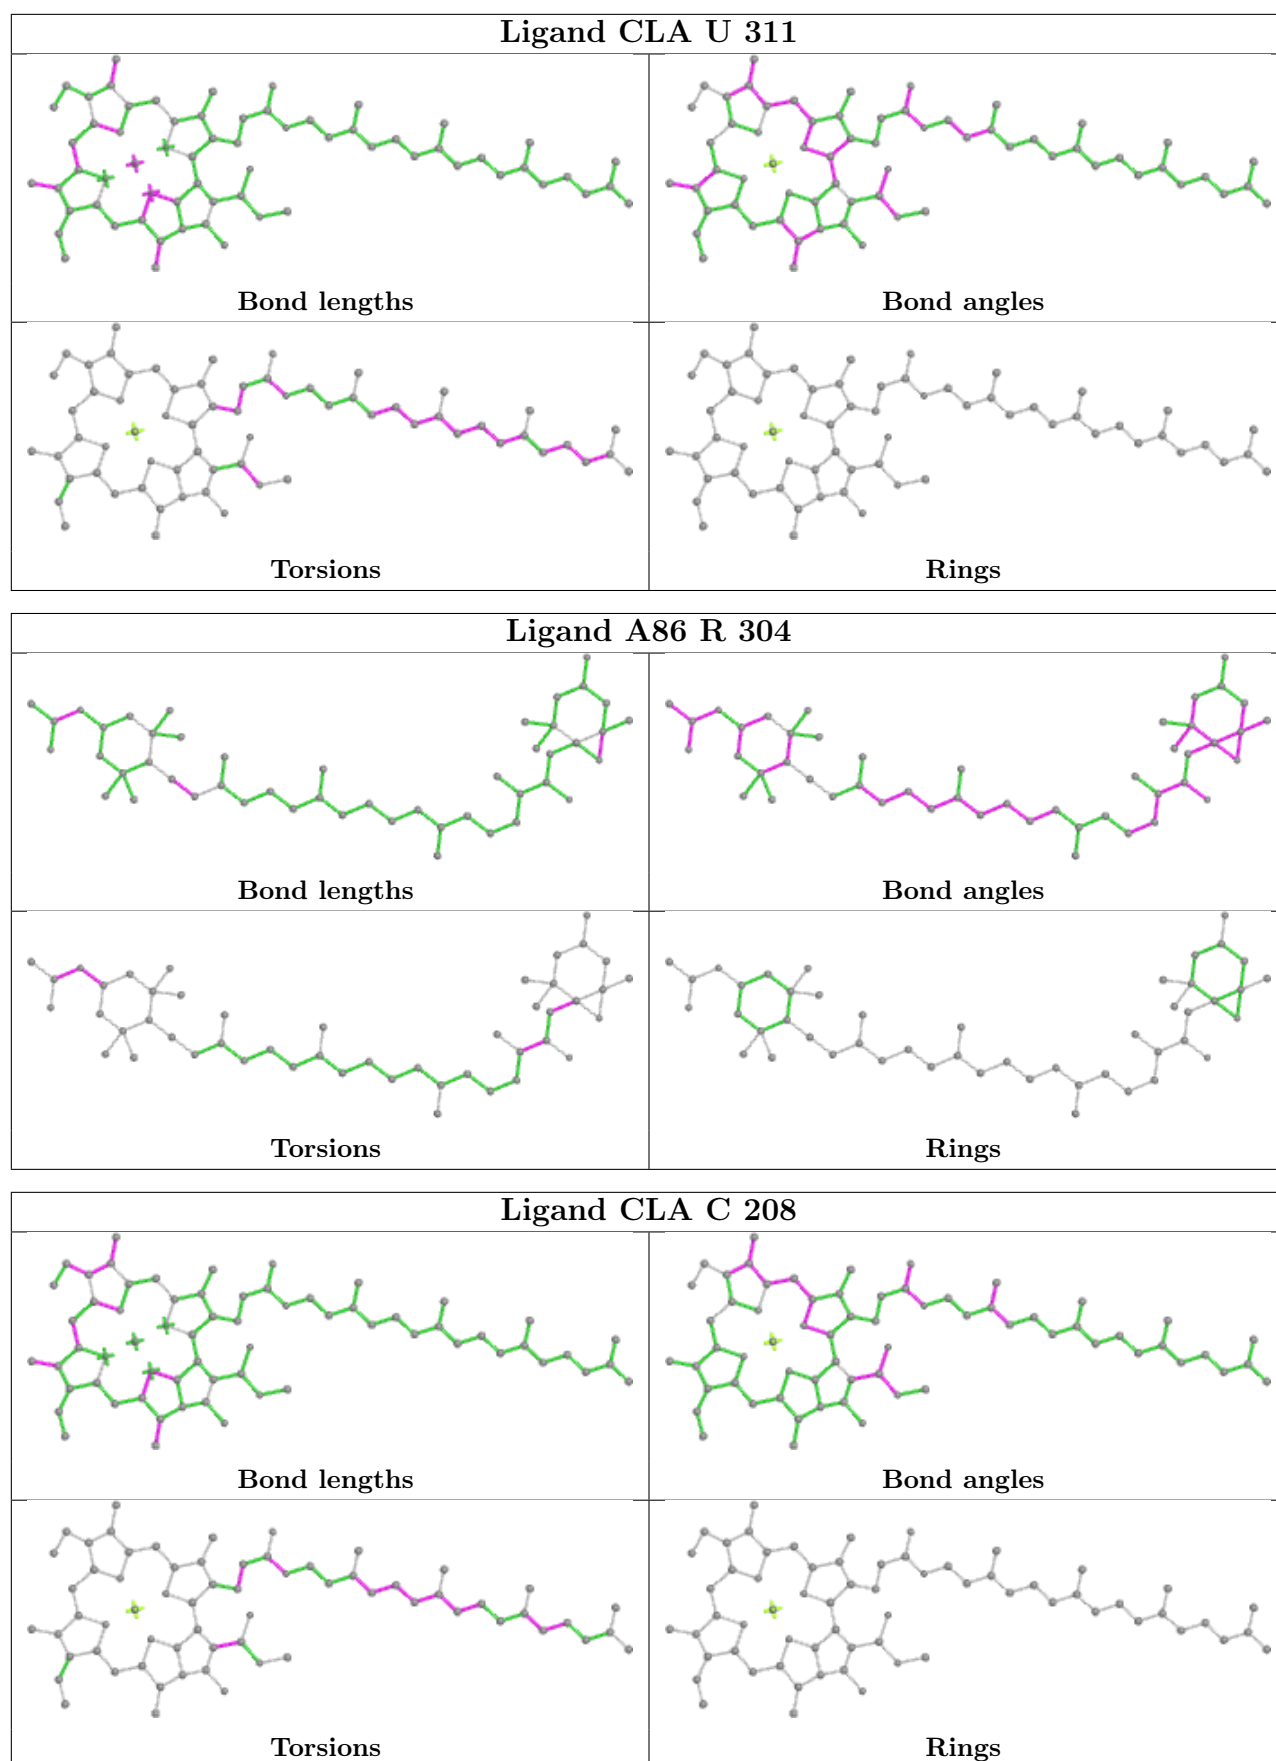 Ligand CLA U 311
Bond lengths
Bond angles
Torsions
Rings
Ligand A86 R 304
Bond lengths
Bond angles
Torsions
Rings
Ligand CLA C 208
Bond lengths
Bond angles
Torsions
Rings